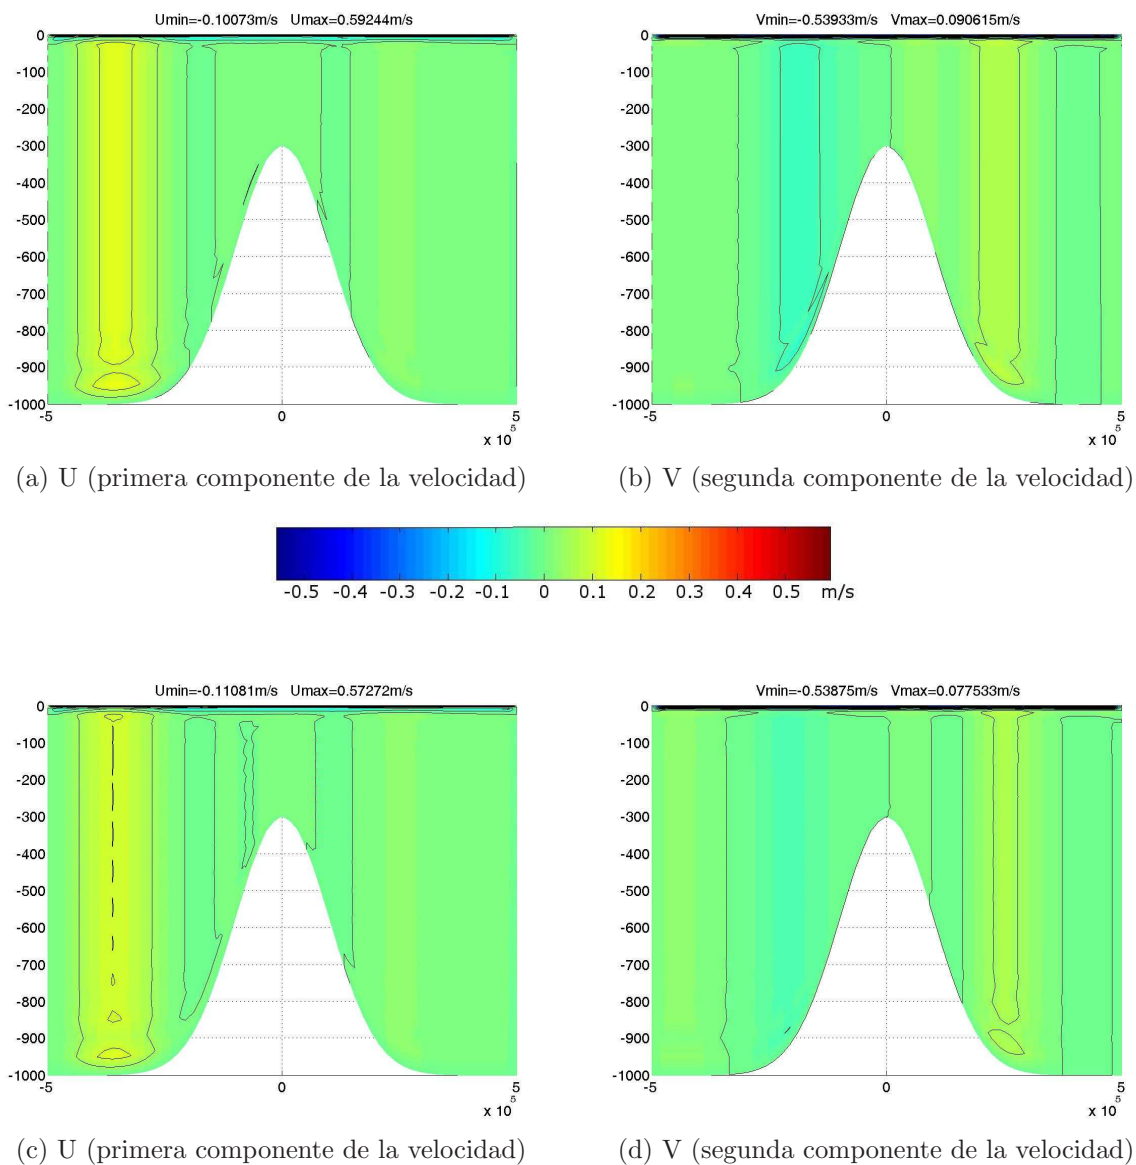 Umin=-0.10073m/s Umax=0.59244m/s
0
-100
-200
-300
-400
-500
-600
-700
-800
-900
-1000
-5 0 5
x 10^5
(a) U (primera componente de la velocidad)
Vmin=-0.53933m/s Vmax=0.090615m/s
0
-100
-200
-300
-400
-500
-600
-700
-800
-900
-1000
-5 0 5
x 10^5
(b) V (segunda componente de la velocidad)
-0.5 -0.4 -0.3 -0.2 -0.1 0 0.1 0.2 0.3 0.4 0.5 m/s
Umin=-0.11081m/s Umax=0.57272m/s
0
-100
-200
-300
-400
-500
-600
-700
-800
-900
-1000
-5 0 5
x 10^5
(c) U (primera componente de la velocidad)
Vmin=-0.53875m/s Vmax=0.077533m/s
0
-100
-200
-300
-400
-500
-600
-700
-800
-900
-1000
-5 0 5
x 10^5
(d) V (segunda componente de la velocidad)